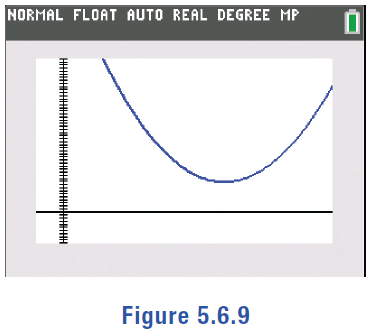 NORMAL FLOAT AUTO REAL DEGREE MP
Figure 5.6.9